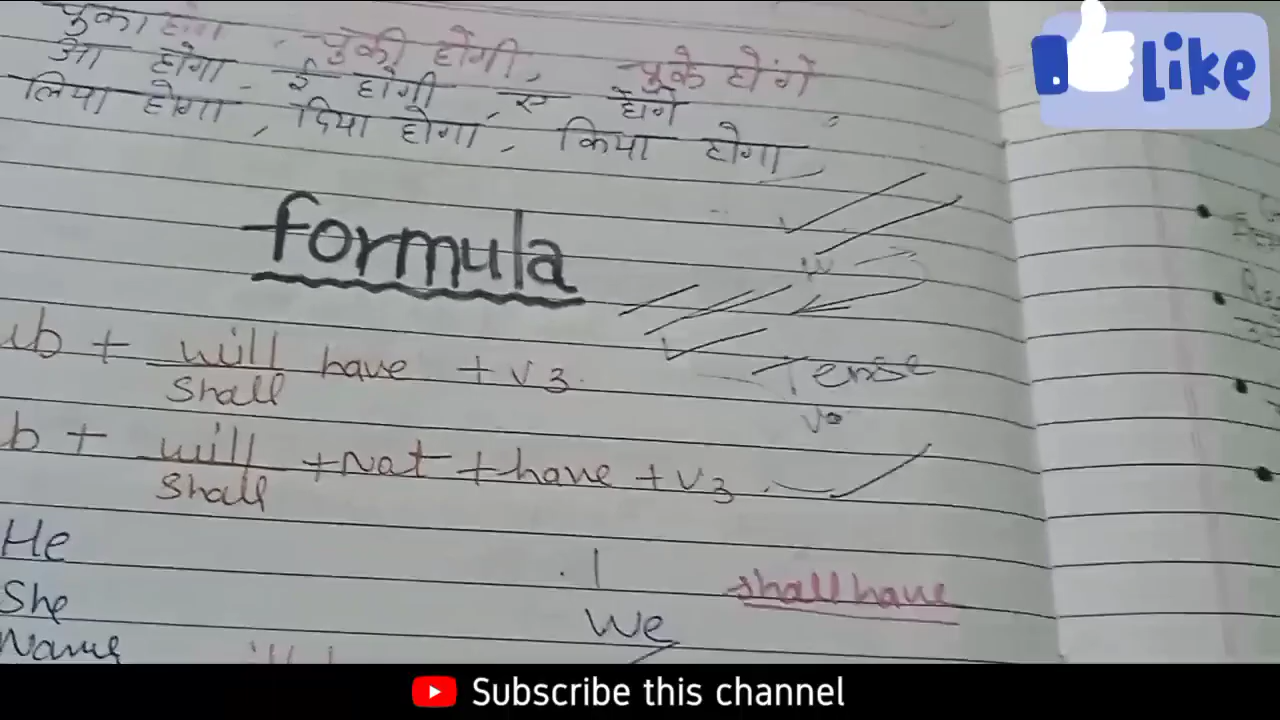 चुका होगा, चुकी होंगी, चुके होंगे
आ होगा, ई होगी, ए होंगे
लिया होगा, दिया होगा, किया होगा
Like
formula
ub + will have + v3.
shall
Tense
b + will + Not + have + v3.
shall
He
I
shall have
She
We
Name
Subscribe this channel